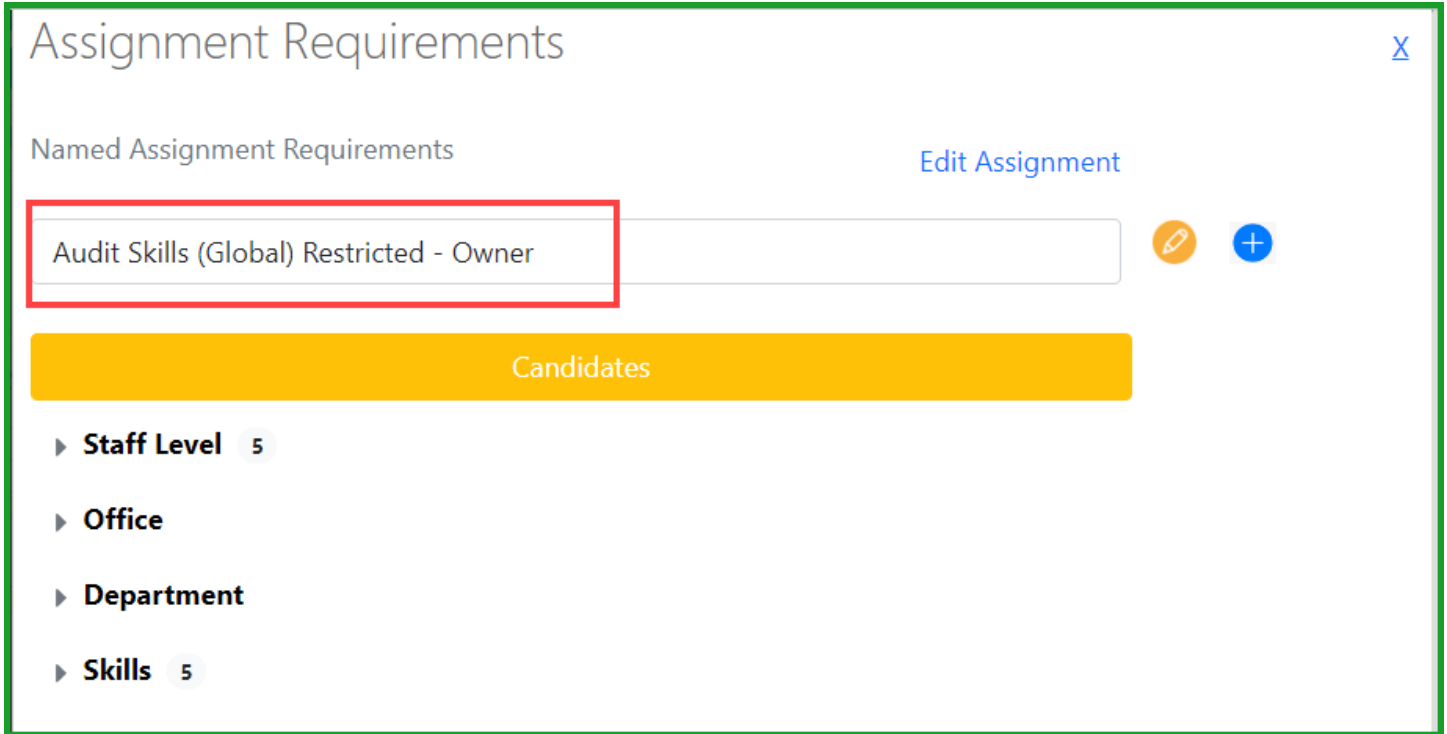 Assignment Requirements
X
Named Assignment Requirements
Edit Assignment
Audit Skills (Global) Restricted - Owner
Candidates
Staff Level 5
Office
Department
Skills 5